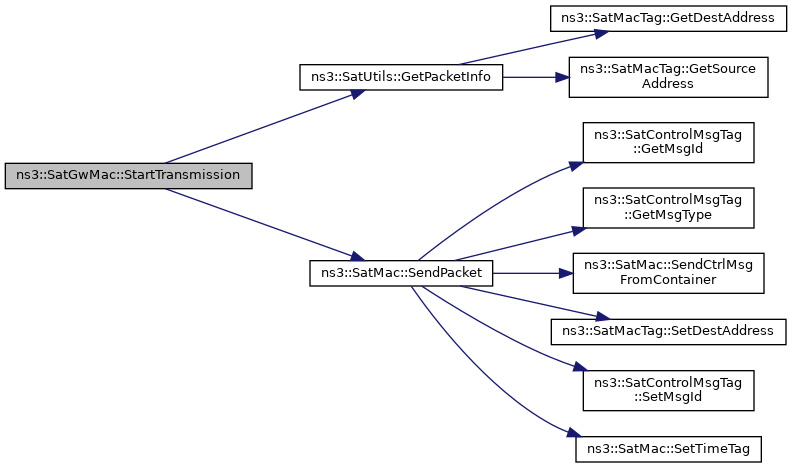 ns3::SatMacTag::GetDestAddress
ns3::SatUtils::GetPacketInfo
ns3::SatMacTag::GetSource
Address
ns3::SatControlMsgTag
::GetMsgId
ns3::SatGwMac::StartTransmission
ns3::SatControlMsgTag
::GetMsgType
ns3::SatMac::SendPacket
ns3::SatMac::SendCtrlMsg
FromContainer
ns3::SatMacTag::SetDestAddress
ns3::SatControlMsgTag
::SetMsgId
ns3::SatMac::SetTimeTag